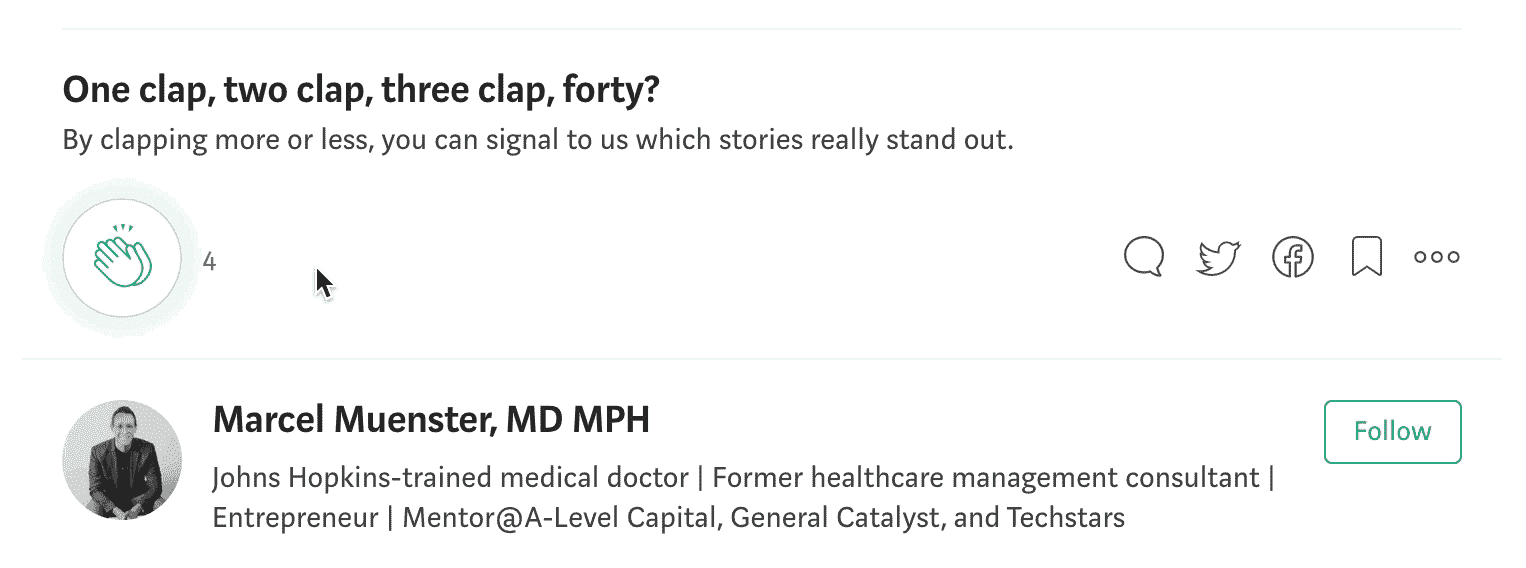 One clap, two clap, three clap, forty?
By clapping more or less, you can signal to us which stories really stand out.
4
Marcel Muenster, MD MPH
Follow
Johns Hopkins-trained medical doctor | Former healthcare management consultant |
Entrepreneur | Mentor@A-Level Capital, General Catalyst, and Techstars